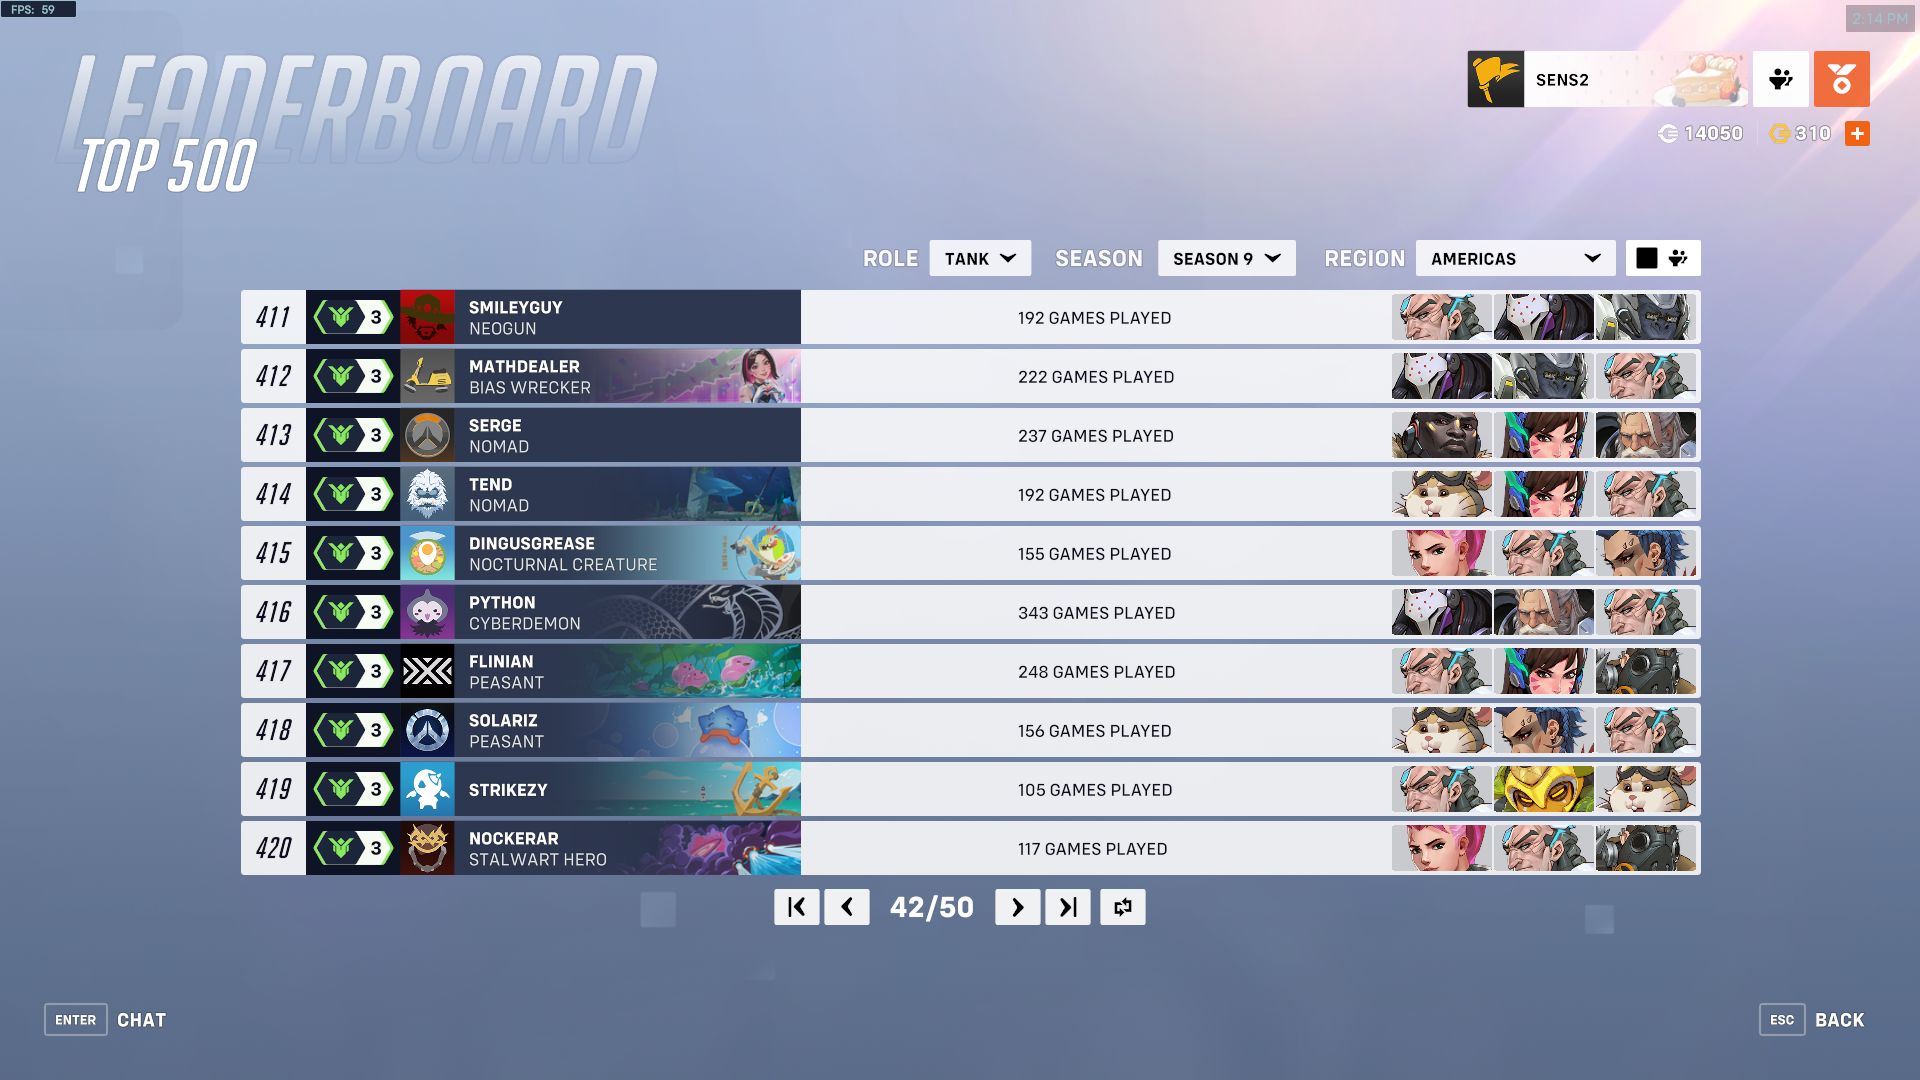 FPS: 59
2:14 PM
LEADERBOARD
TOP 500
SENS2
14050 310
ROLE TANK SEASON SEASON 9 REGION AMERICAS
411 3 SMILEYGUY
NEOGUN
192 GAMES PLAYED
412 3 MATHDEALER
BIAS WRECKER
222 GAMES PLAYED
413 3 SERGE
NOMAD
237 GAMES PLAYED
414 3 TEND
NOMAD
192 GAMES PLAYED
415 3 DINGUSGREASE
NOCTURNAL CREATURE
155 GAMES PLAYED
416 3 PYTHON
CYBERDEMON
343 GAMES PLAYED
417 3 FLINIAN
PEASANT
248 GAMES PLAYED
418 3 SOLARIZ
PEASANT
156 GAMES PLAYED
419 3 STRIKEZY
105 GAMES PLAYED
420 3 NOCKERAR
STALWART HERO
117 GAMES PLAYED
42/50
ENTER CHAT
ESC BACK